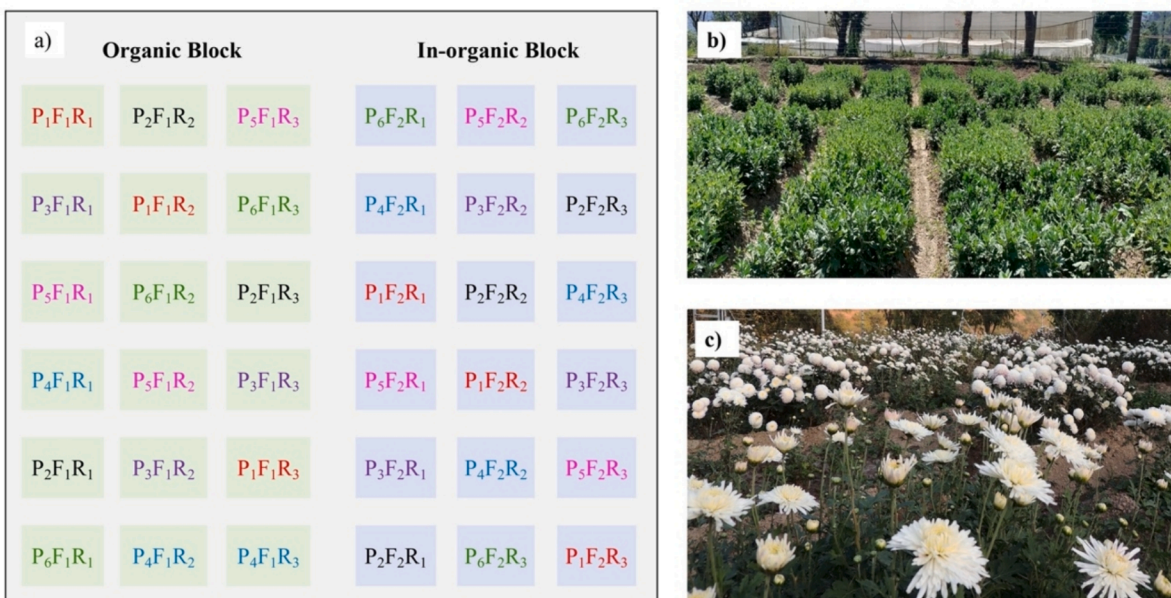 a)
Organic Block In-organic Block
P₁F₁R₁ P₂F₁R₂ P₅F₁R₃ P₆F₂R₁ P₅F₂R₂ P₆F₂R₃
P₃F₁R₁ P₁F₁R₂ P₆F₁R₃ P₄F₂R₁ P₃F₂R₂ P₂F₂R₃
P₅F₁R₁ P₆F₁R₂ P₂F₁R₃ P₁F₂R₁ P₂F₂R₂ P₄F₂R₃
P₄F₁R₁ P₅F₁R₂ P₃F₁R₃ P₅F₂R₁ P₁F₂R₂ P₃F₂R₃
P₂F₁R₁ P₃F₁R₂ P₁F₁R₃ P₃F₂R₁ P₄F₂R₂ P₅F₂R₃
P₆F₁R₁ P₄F₁R₂ P₄F₁R₃ P₂F₂R₁ P₆F₂R₃ P₁F₂R₃
b)
c)